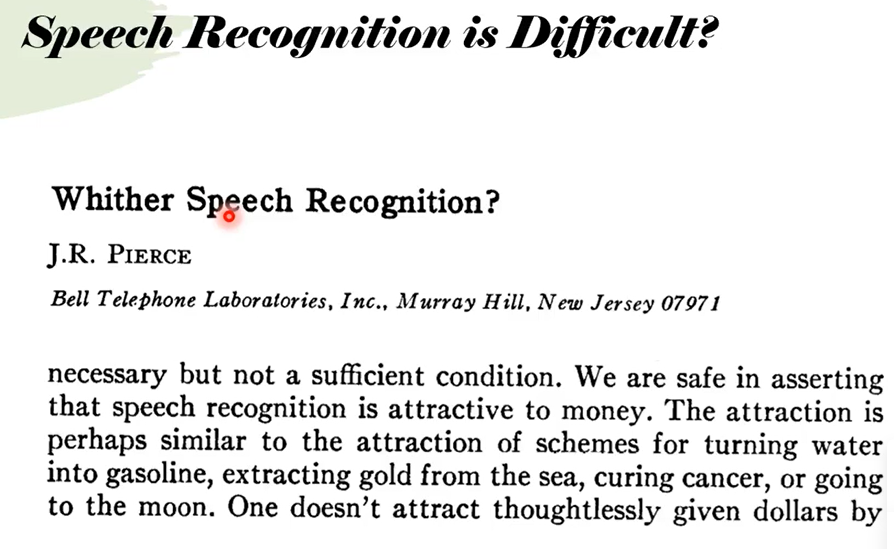 Speech Recognition is Difficult?
Whither Speech Recognition?
J.R. PIERCE
Bell Telephone Laboratories, Inc., Murray Hill, New Jersey 07971
necessary but not a sufficient condition. We are safe in asserting
that speech recognition is attractive to money. The attraction is
perhaps similar to the attraction of schemes for turning water
into gasoline, extracting gold from the sea, curing cancer, or going
to the moon. One doesn't attract thoughtlessly given dollars by